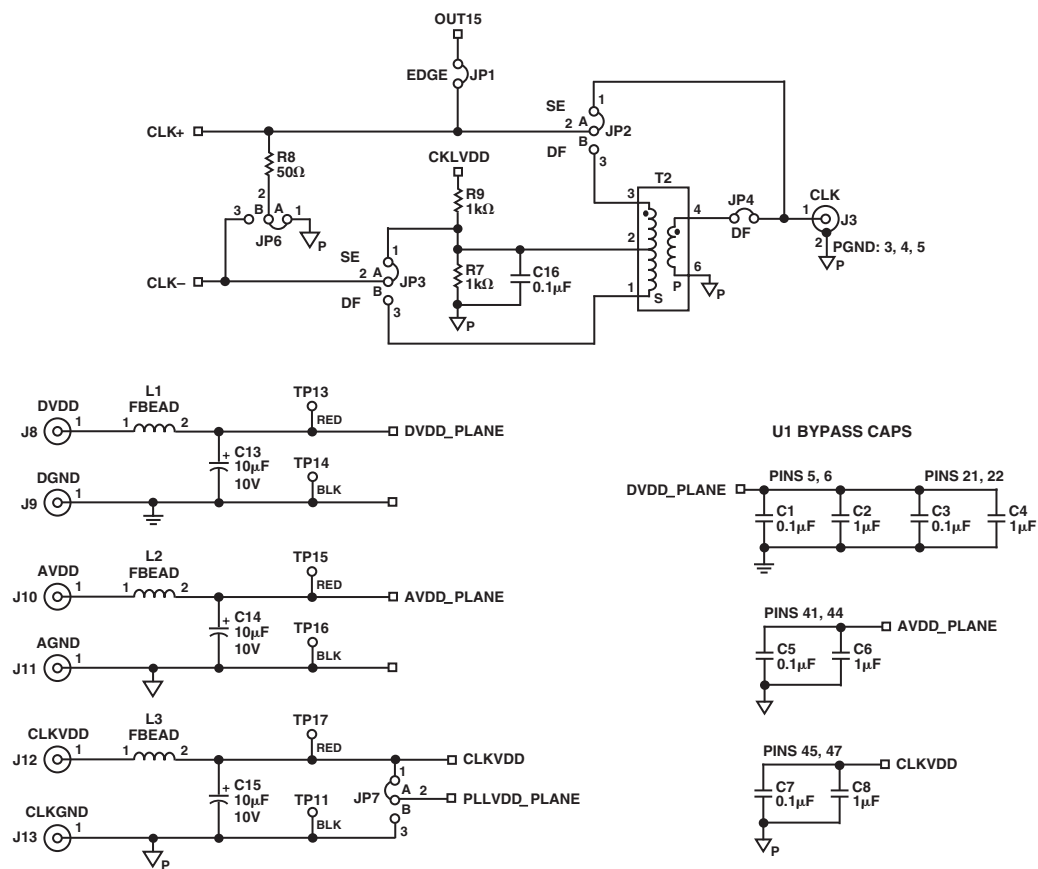 OUT15
EDGE JP1
SE 1
CLK+ 2 A JP2
B
DF 3
R8
50Ω
2
3 B A 1
JP6 P
CKLVDD
R9
1kΩ
T2
3 4
2
1 6
S P
JP4
DF
CLK
1 J3
2 PGND: 3, 4, 5
P
P
SE 1
CLK– 2 A JP3
B
DF 3
R7
1kΩ
P
C16
0.1μF
DVDD
J8 1
L1
FBEAD
1 2
TP13
RED
DVDD_PLANE
+ C13
10μF
10V
DGND
J9 1
TP14
BLK
AVDD
J10 1
L2
FBEAD
1 2
TP15
RED
AVDD_PLANE
+ C14
10μF
10V
AGND
J11 1
TP16
BLK
CLKVDD
J12 1
L3
FBEAD
1 2
TP17
RED
CLKVDD
+ C15
10μF
10V
1
JP7 A 2 PLLVDD_PLANE
B
3
CLKGND
J13 1
TP11
BLK
P
U1 BYPASS CAPS
PINS 5, 6 PINS 21, 22
DVDD_PLANE
C1
0.1μF
C2
1μF
C3
0.1μF
C4
1μF
PINS 41, 44
AVDD_PLANE
C5
0.1μF
C6
1μF
PINS 45, 47
CLKVDD
C7
0.1μF
C8
1μF
P